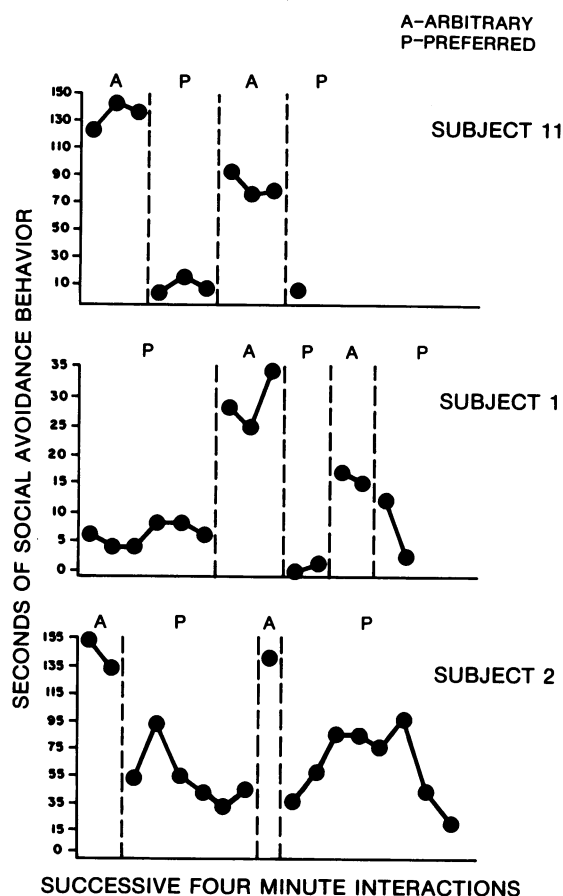 A-ARBITRARY
P-PREFERRED
A P A P
SUBJECT 11
150
130
110
90
70
50
30
10
P A P A P
SUBJECT 1
35
30
25
20
15
10
5
0
A P A P
SUBJECT 2
155
135
115
95
75
55
35
15
0
SECONDS OF SOCIAL AVOIDANCE BEHAVIOR
SUCCESSIVE FOUR MINUTE INTERACTIONS